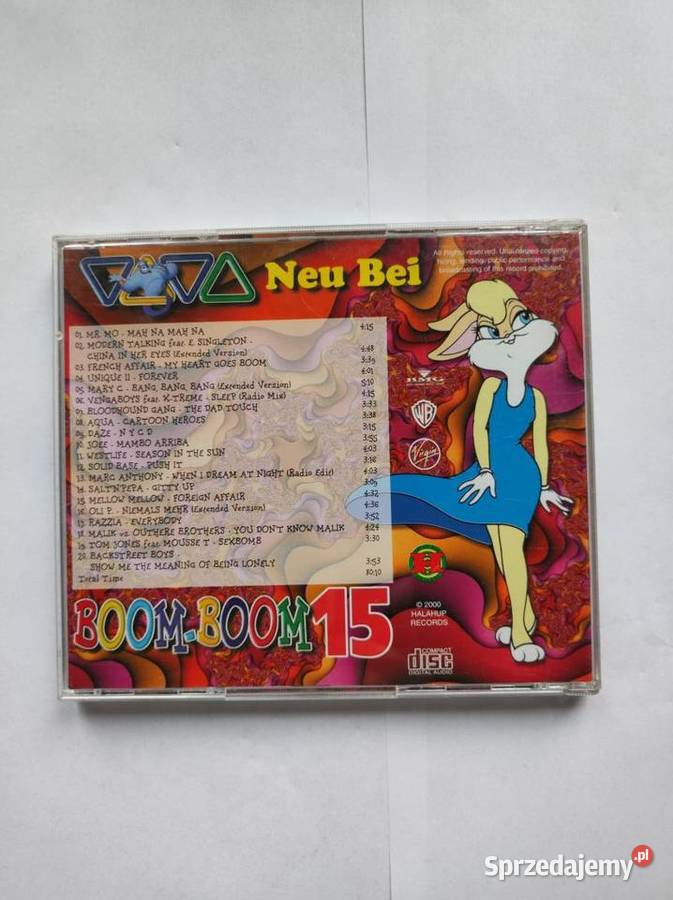 VIVA Neu Bei
All Rights reserved. Unauthorized copying,
hiring, lending, public performance and
broadcasting of this record prohibited.
01. MR. MO - MAH NA MAH NA 4:15
02. MODERN TALKING feat. E. SINGLETON -
CHINA IN HER EYES (Extended Version) 4:48
03. FRENCH AFFAIR - MY HEART GOES BOOM 3:39
04. UNIQUE II - FOREVER 4:01
05. MARY C - BANG, BANG, BANG (Extended Version) 5:10
06. VENGABOYS feat. X-TREME - SLEEP (Radio Mix) 4:15
07. BLOODHOUND GANG - THE DAD TOUCH 3:33
08. AQUA - CARTOON HEROES 3:38
09. DAZE - N Y C D 3:15
10. JOEE - MAMBO ARRIBA 3:55
11. WESTLIFE - SEASON IN THE SUN 4:03
12. SOLID BASE - PUSH IT 3:18
13. MARC ANTHONY - WHEN I DREAM AT NIGHT (Radio Edit) 4:03
14. SALT'N'PEPA - GITTY UP 3:09
15. MELLOW MELLOW - FOREIGN AFFAIR 4:32
16. OLI P. - NIEMALS MEHR (Extended Version) 4:36
17. RAZZIA - EVERYBODY 3:52
18. MALIK vs. OUTHERE BROTHERS - YOU DON'T KNOW MALIK 4:24
19. TOM JONES feat. MOUSSE T - SEXBOMB 3:30
20. BACKSTREET BOYS -
SHOW ME THE MEANING OF BEING LONELY 3:53
Total Time 80:10
BMG
WB
Virgin
H
© 2000
HALAHUP
RECORDS
BOOM-BOOM 15
COMPACT
disc
DIGITAL AUDIO
Sprzedajemy.pl